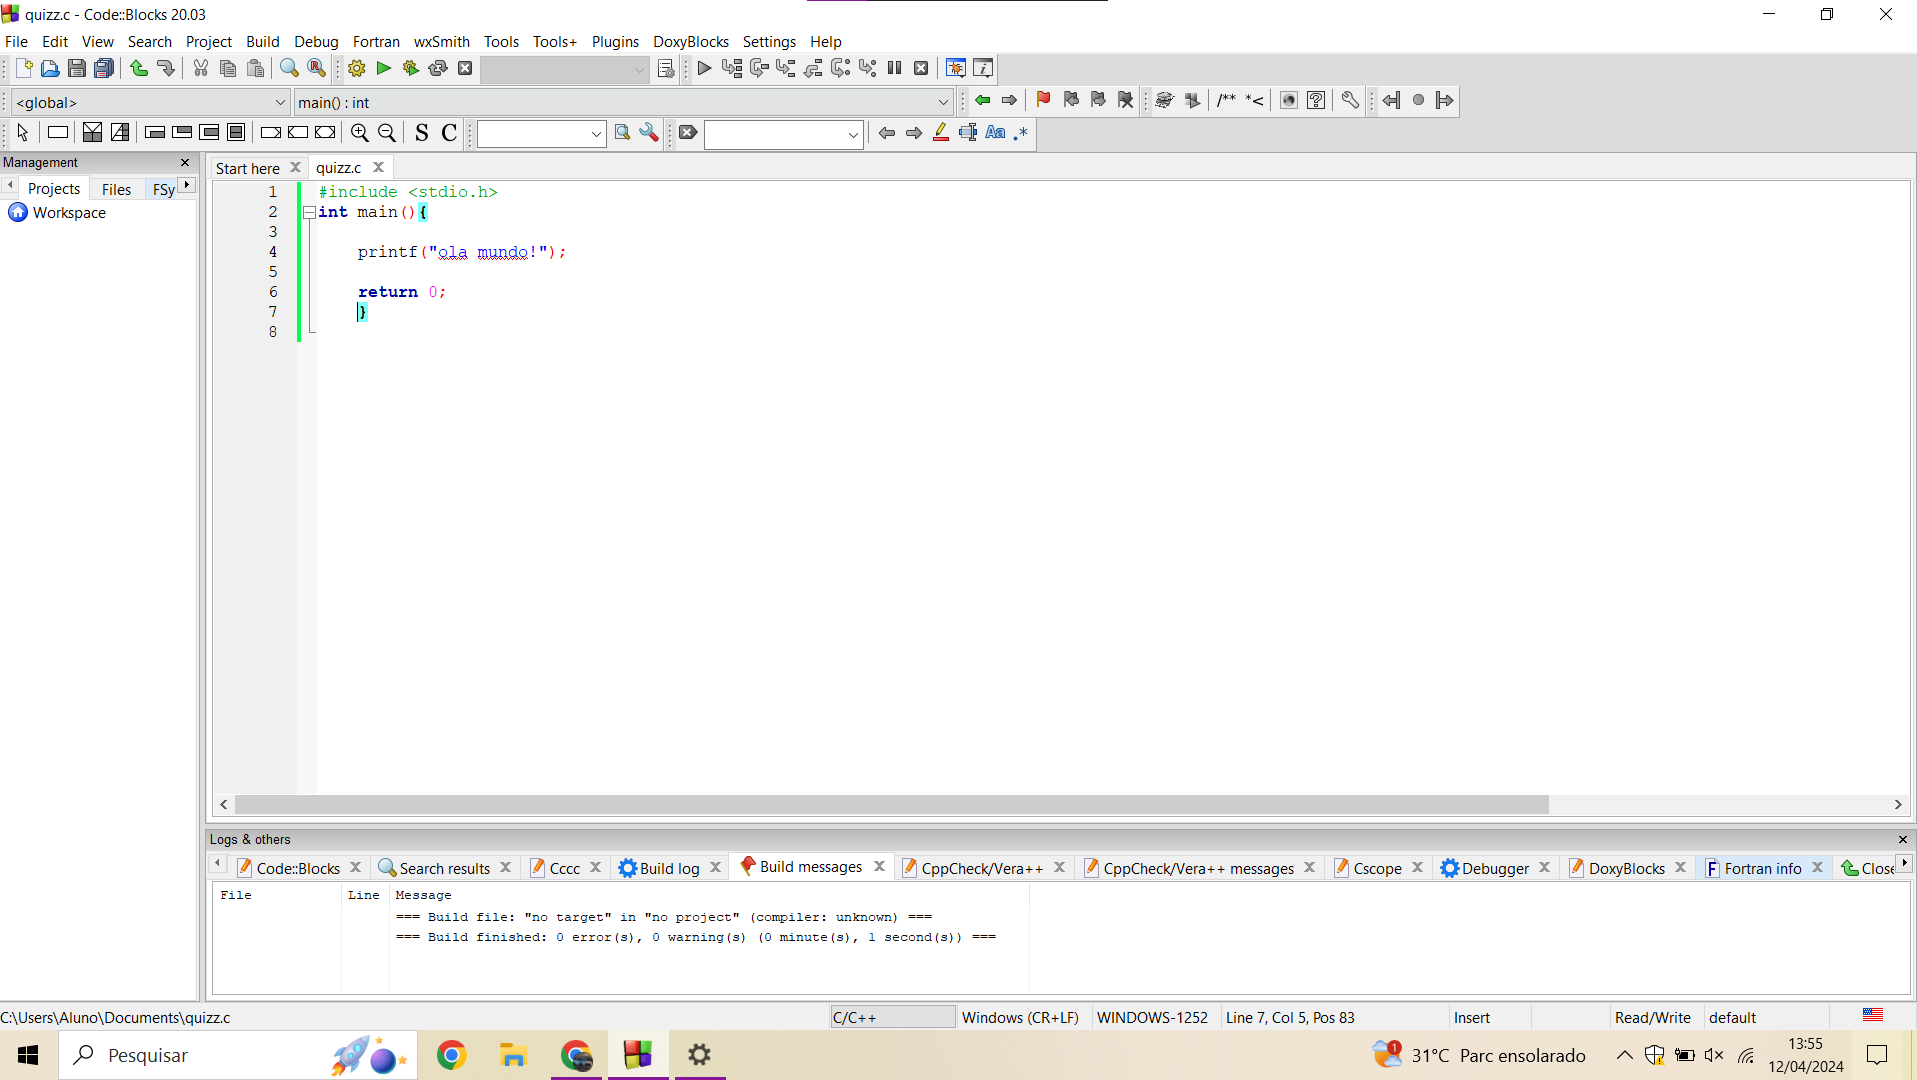 quizz.c - Code::Blocks 20.03
File Edit View Search Project Build Debug Fortran wxSmith Tools Tools+ Plugins DoxyBlocks Settings Help
<global> main() : int
/** *<
S C Aa .*
Management
Projects Files FSy
Workspace
Start here quizz.c
1 #include <stdio.h>
2 int main(){
3
4 printf("ola mundo!");
5
6 return 0;
7 }
8
Logs & others
Code::Blocks Search results Cccc Build log Build messages CppCheck/Vera++ CppCheck/Vera++ messages Cscope Debugger DoxyBlocks Fortran info Close
File Line Message
=== Build file: "no target" in "no project" (compiler: unknown) ===
=== Build finished: 0 error(s), 0 warning(s) (0 minute(s), 1 second(s)) ===
C:\Users\Aluno\Documents\quizz.c C/C++ Windows (CR+LF) WINDOWS-1252 Line 7, Col 5, Pos 83 Insert Read/Write default
Pesquisar 1 31°C Parc ensolarado 13:55
12/04/2024